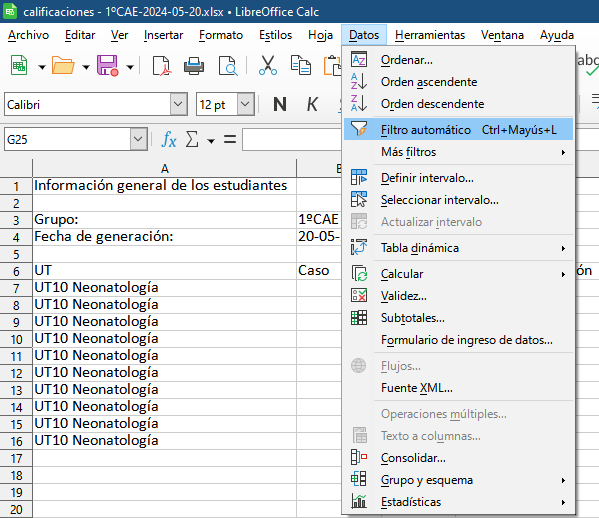 calificaciones - 1ºCAE-2024-05-20.xlsx • LibreOffice Calc
Archivo Editar Ver Insertar Formato Estilos Hoja Datos Herramientas Ventana Ayuda
Calibri 12 pt N K
G25 fx Σ =
A
1 Información general de los estudiantes
2
3 Grupo: 1ºCAE
4 Fecha de generación: 20-05-
5
6 UT Caso ón
7 UT10 Neonatología
8 UT10 Neonatología
9 UT10 Neonatología
10 UT10 Neonatología
11 UT10 Neonatología
12 UT10 Neonatología
13 UT10 Neonatología
14 UT10 Neonatología
15 UT10 Neonatología
16 UT10 Neonatología
17
18
19
20
Ordenar...
Orden ascendente
Orden descendente
Filtro automático Ctrl+Mayús+L
Más filtros
Definir intervalo...
Seleccionar intervalo...
Actualizar intervalo
Tabla dinámica
Calcular
Validez...
Subtotales...
Formulario de ingreso de datos...
Flujos...
Fuente XML...
Operaciones múltiples...
Texto a columnas...
Consolidar...
Grupo y esquema
Estadísticas